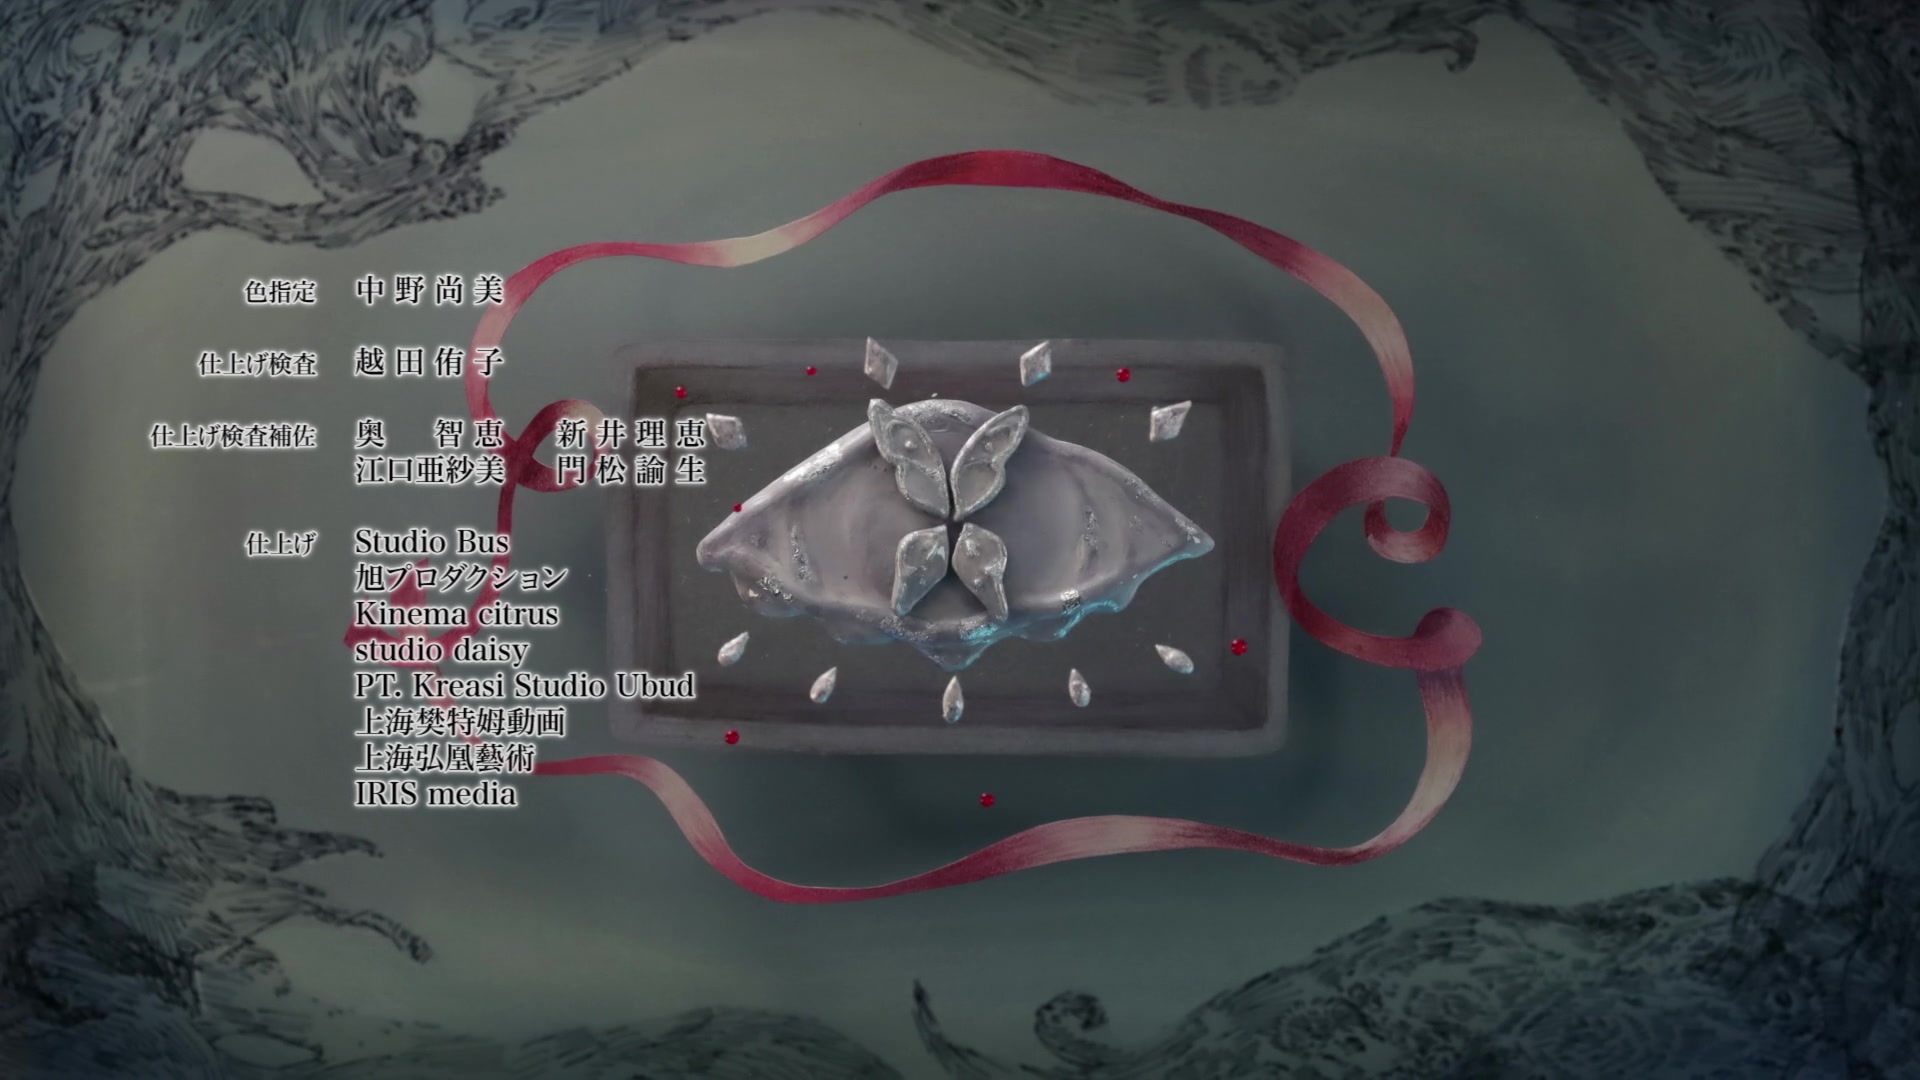 色指定 中野尚美
仕上げ検査 越田侑子
仕上げ検査補佐 奥智恵 新井理恵
江口亜紗美 門松諭生
仕上げ Studio Bus
旭プロダクション
Kinema citrus
studio daisy
PT. Kreasi Studio Ubud
上海樊特姆動画
上海弘凰藝術
IRIS media